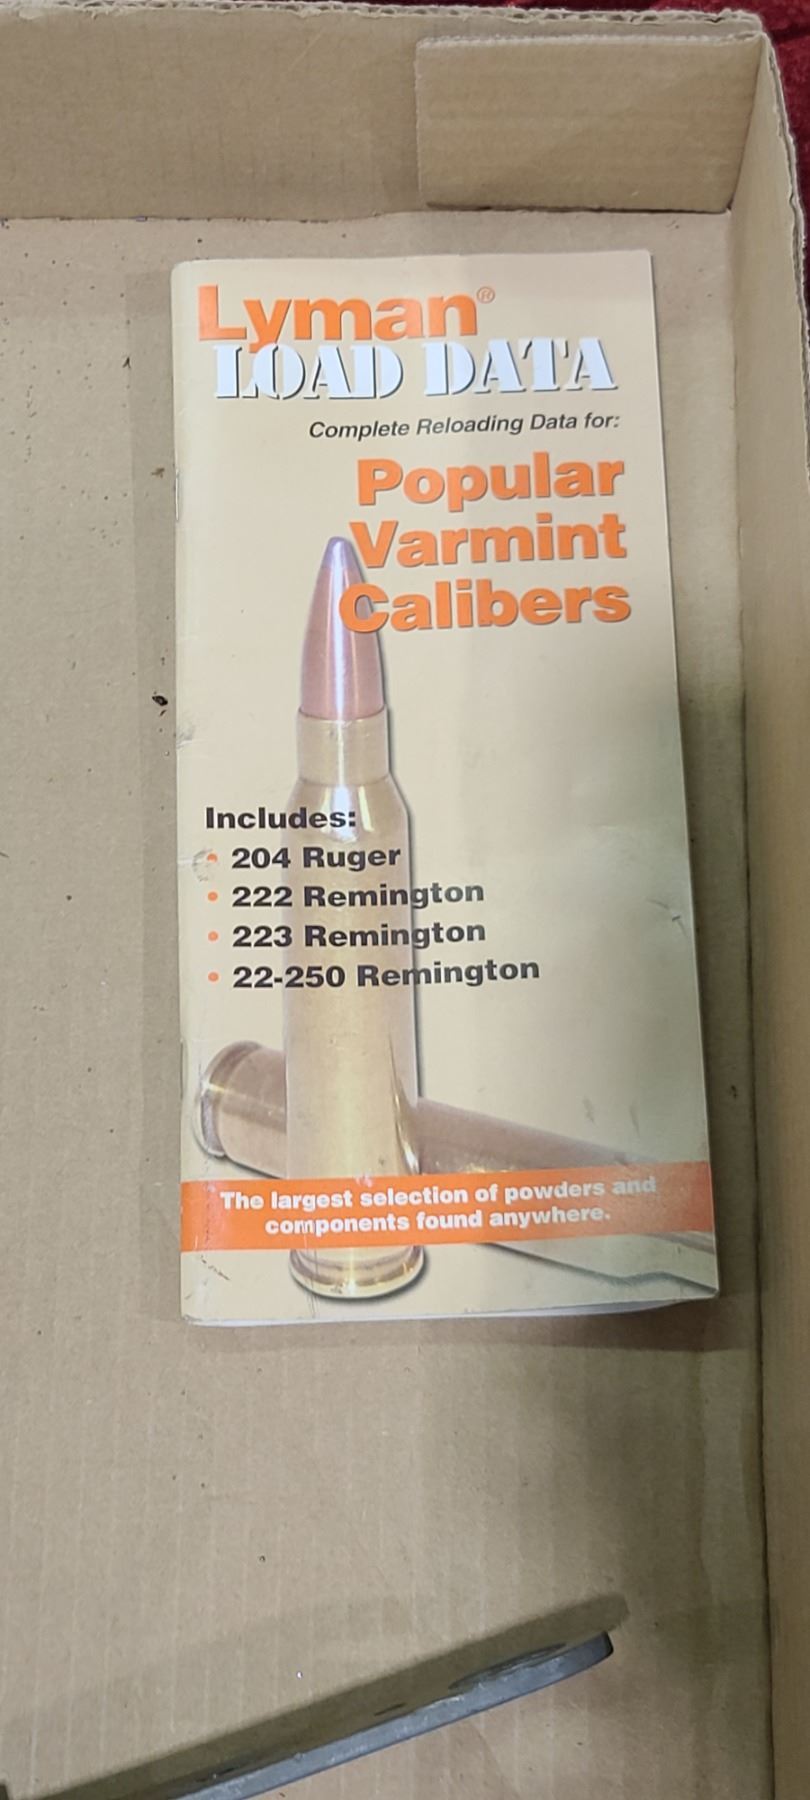 Lyman®
LOAD DATA
Complete Reloading Data for:
Popular
Varmint
Calibers
Includes:
• 204 Ruger
• 222 Remington
• 223 Remington
• 22-250 Remington
The largest selection of powders and
components found anywhere.